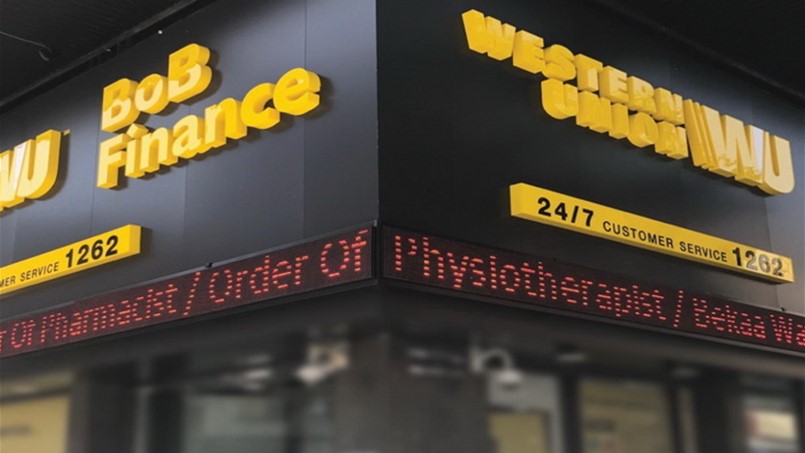 WU
BoB
Finance
MER SERVICE 1262
Of Pharmacist / Order Of
WESTERN
UNION WU
24/7 CUSTOMER SERVICE 1262
Physiotherapist / Bekaa Wa